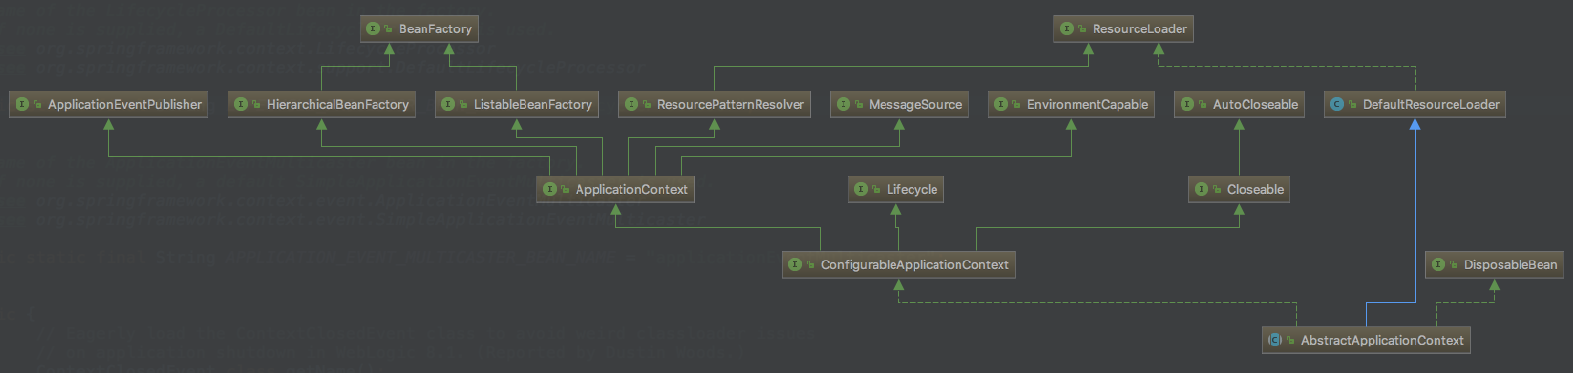 BeanFactory
ResourceLoader
ApplicationEventPublisher
HierarchicalBeanFactory
ListableBeanFactory
ResourcePatternResolver
MessageSource
EnvironmentCapable
AutoCloseable
DefaultResourceLoader
ApplicationContext
Lifecycle
Closeable
ConfigurableApplicationContext
DisposableBean
AbstractApplicationContext